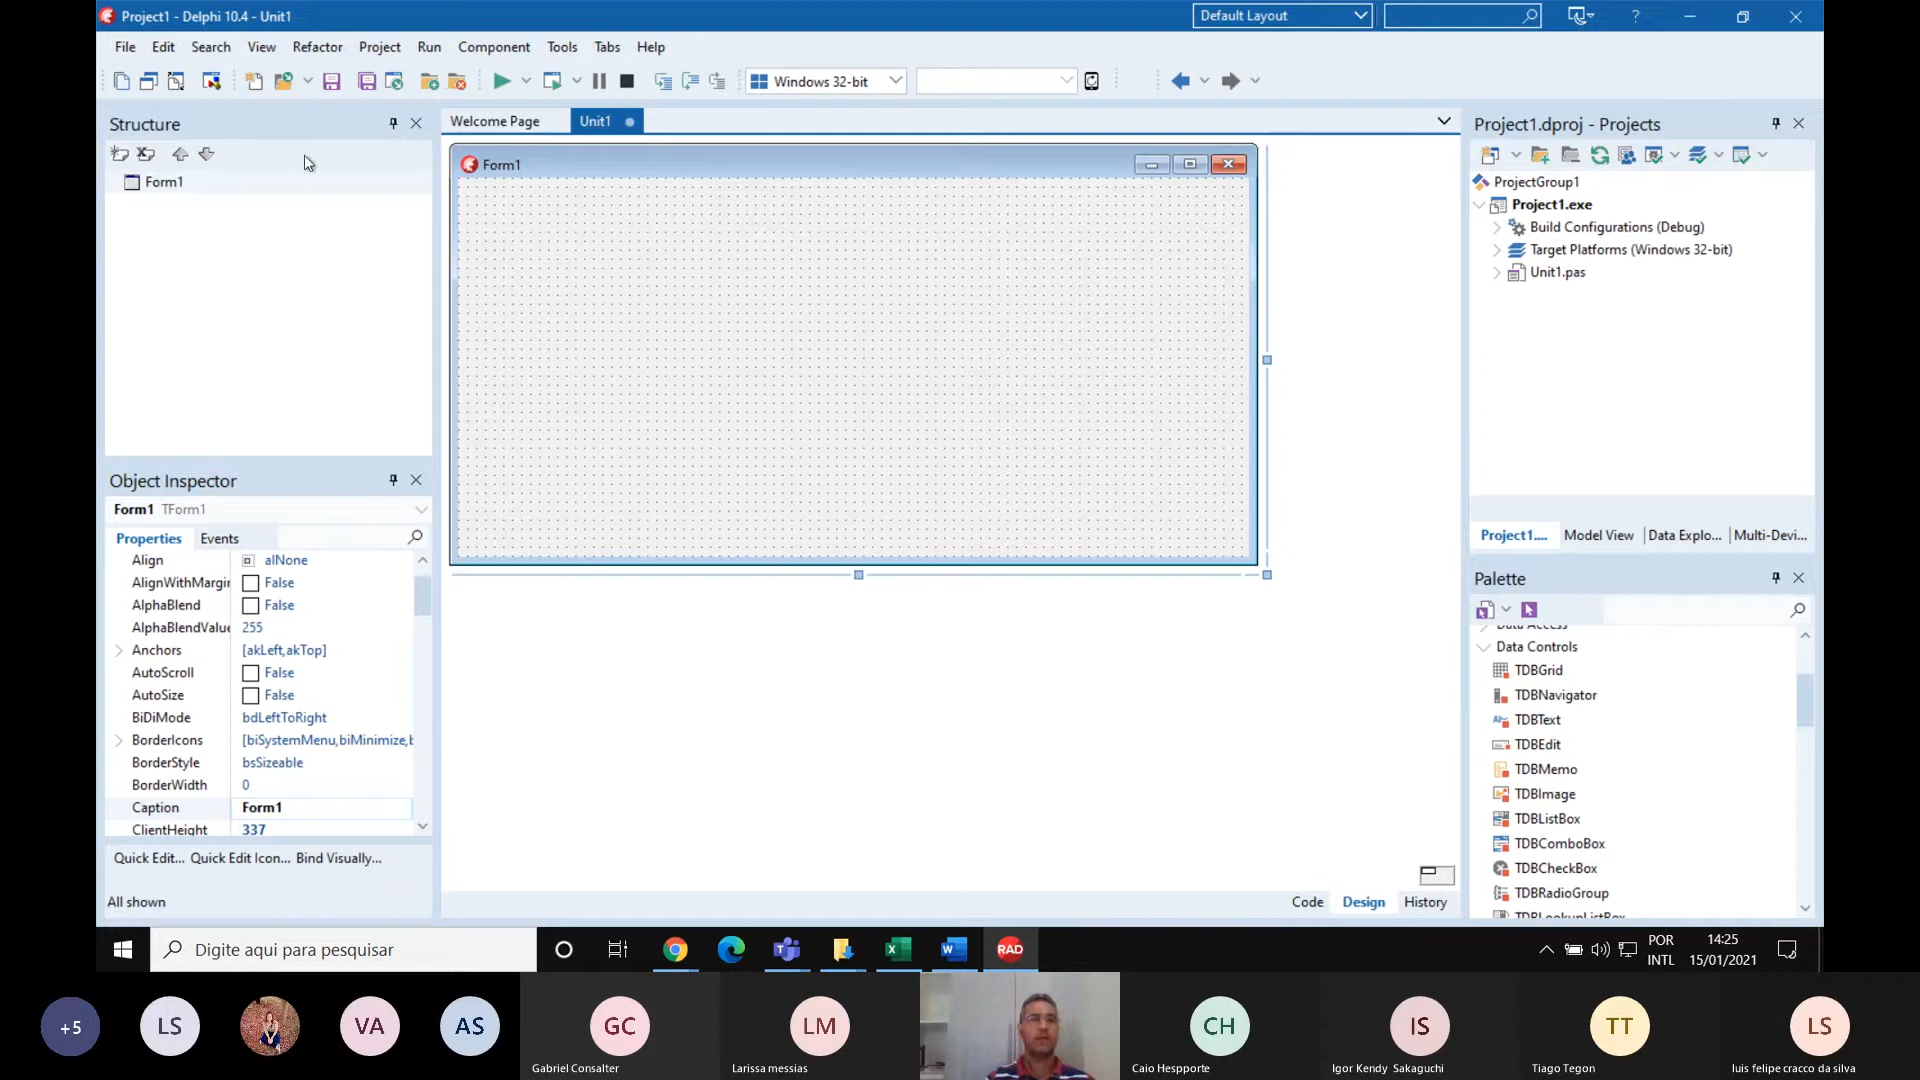 Project1 - Delphi 10.4 - Unit1
Default Layout
?
File Edit Search View Refactor Project Run Component Tools Tabs Help
Windows 32-bit
Structure
Form1
Welcome Page
Unit1
Form1
Project1.dproj - Projects
ProjectGroup1
Project1.exe
Build Configurations (Debug)
Target Platforms (Windows 32-bit)
Unit1.pas
Project1.... Model View Data Explo... Multi-Devi...
Object Inspector
Form1 TForm1
Properties Events
Align alNone
AlignWithMargin False
AlphaBlend False
AlphaBlendValue 255
Anchors [akLeft,akTop]
AutoScroll False
AutoSize False
BiDiMode bdLeftToRight
BorderIcons [biSystemMenu,biMinimize,b
BorderStyle bsSizeable
BorderWidth 0
Caption Form1
ClientHeight 337
Quick Edit... Quick Edit Icon... Bind Visually...
All shown
Code Design History
Palette
Data Access
Data Controls
TDBGrid
TDBNavigator
TDBText
TDBEdit
TDBMemo
TDBImage
TDBListBox
TDBComboBox
TDBCheckBox
TDBRadioGroup
TDBLookupListBox
Digite aqui para pesquisar
RAD
POR
INTL
14:25
15/01/2021
+5
LS
VA
AS
GC
Gabriel Consalter
LM
Larissa messias
CH
Caio Hespporte
IS
Igor Kendy Sakaguchi
TT
Tiago Tegon
LS
luis felipe cracco da silva